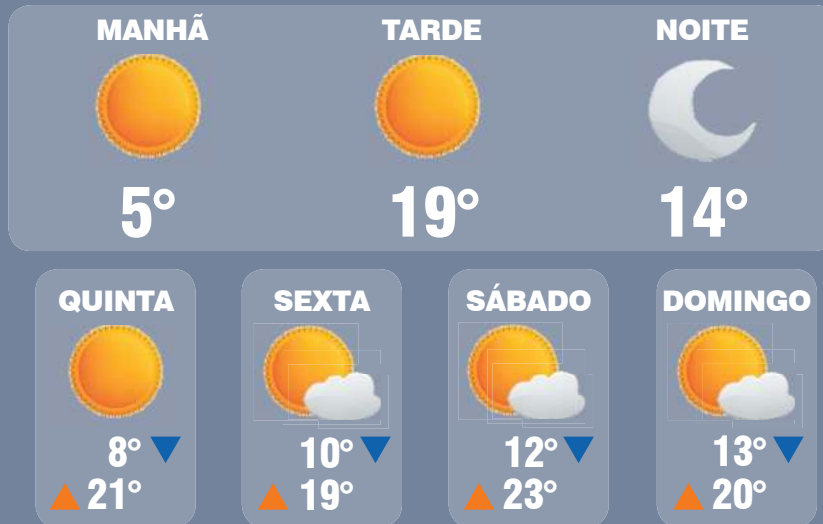 MANHÃ TARDE NOITE
5° 19° 14°
QUINTA SEXTA SÁBADO DOMINGO
8° 10° 12° 13°
21° 19° 23° 20°